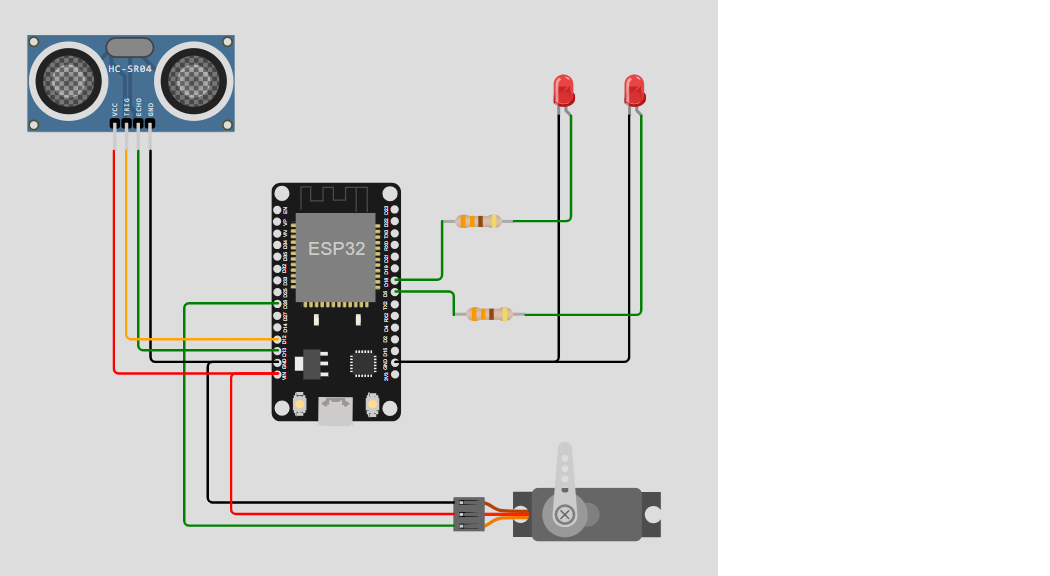 HC-SR04
VCC
TRIG
ECHO
GND
ESP32
EN
VP
VN
D34
D35
D32
D33
D25
D26
D27
D14
D12
D13
GND
VIN
D23
D22
TX0
RX0
D21
D19
D18
D5
TX2
RX2
D4
D2
D15
GND
3V3